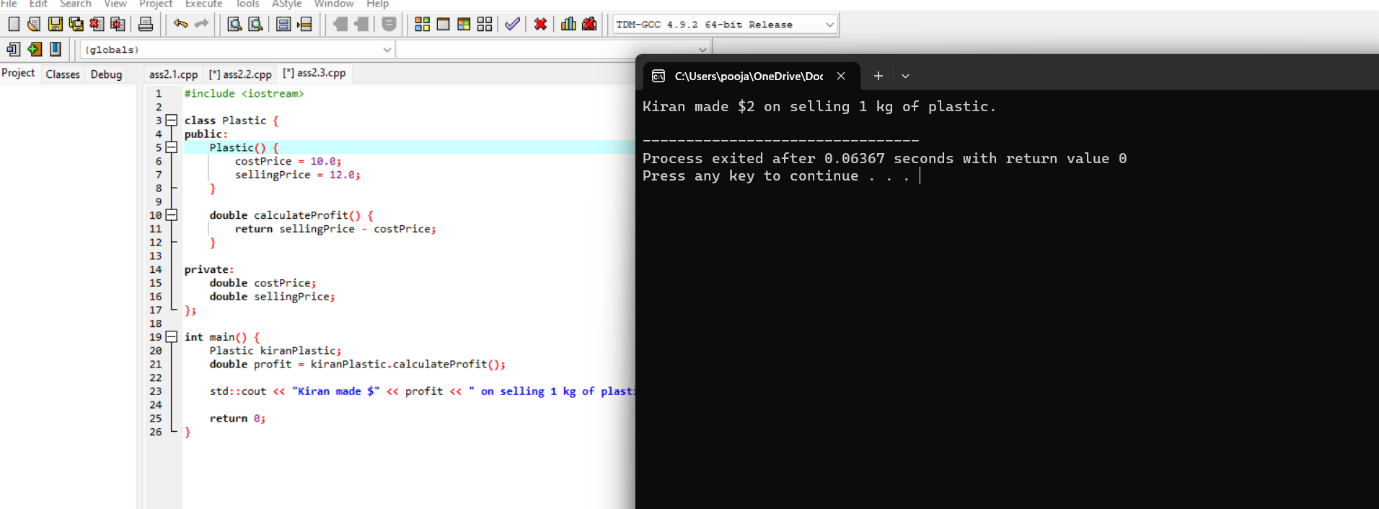 File Edit Search View Project Execute Tools AStyle Window Help
TDM-GCC 4.9.2 64-bit Release
(globals)
Project Classes Debug
ass2.1.cpp [*] ass2.2.cpp [*] ass2.3.cpp
1 #include <iostream>
2
3 class Plastic {
4 public:
5 Plastic() {
6 costPrice = 10.0;
7 sellingPrice = 12.0;
8 }
9
10 double calculateProfit() {
11 return sellingPrice - costPrice;
12 }
13
14 private:
15 double costPrice;
16 double sellingPrice;
17 };
18
19 int main() {
20 Plastic kiranPlastic;
21 double profit = kiranPlastic.calculateProfit();
22
23 std::cout << "Kiran made $" << profit << " on selling 1 kg of plasti
24
25 return 0;
26 }
C:\Users\pooja\OneDrive\Doc
Kiran made $2 on selling 1 kg of plastic.
--------------------------------
Process exited after 0.06367 seconds with return value 0
Press any key to continue . . .